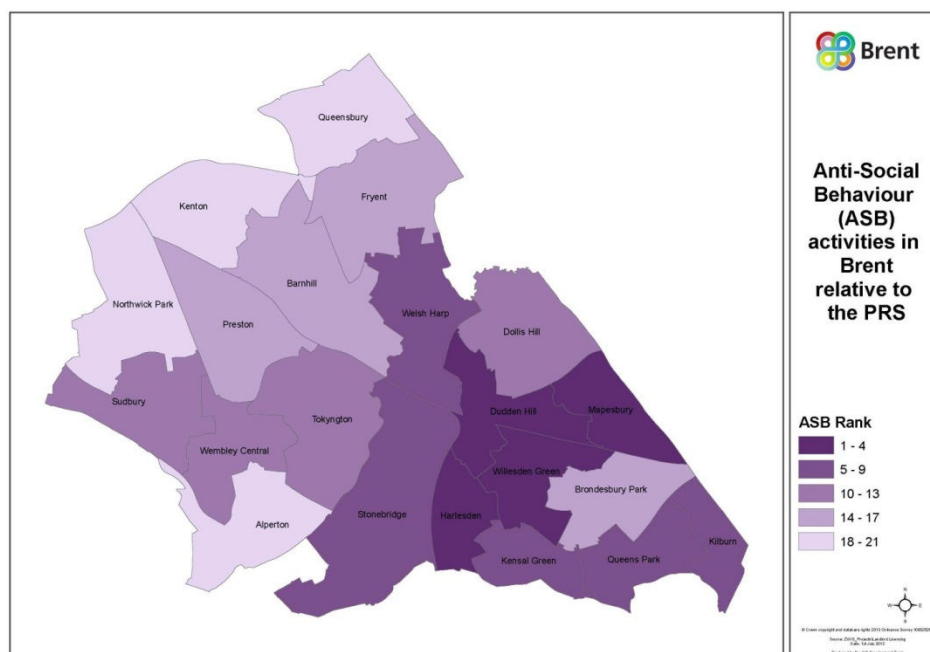 Queensbury
Fryent
Kenton
Barnhill
Northwick Park
Welsh Harp
Preston
Dollis Hill
Sudbury
Dudden Hill
Mapesbury
Tokyngton
Wembley Central
Willesden Green
Brondesbury Park
Stonebridge
Harlesden
Alperton
Kilburn
Kensal Green
Queens Park
Brent
Anti-Social
Behaviour
(ASB)
activities in
Brent
relative to
the PRS
ASB Rank
1 - 4
5 - 9
10 - 13
14 - 17
18 - 21
N
W E
S